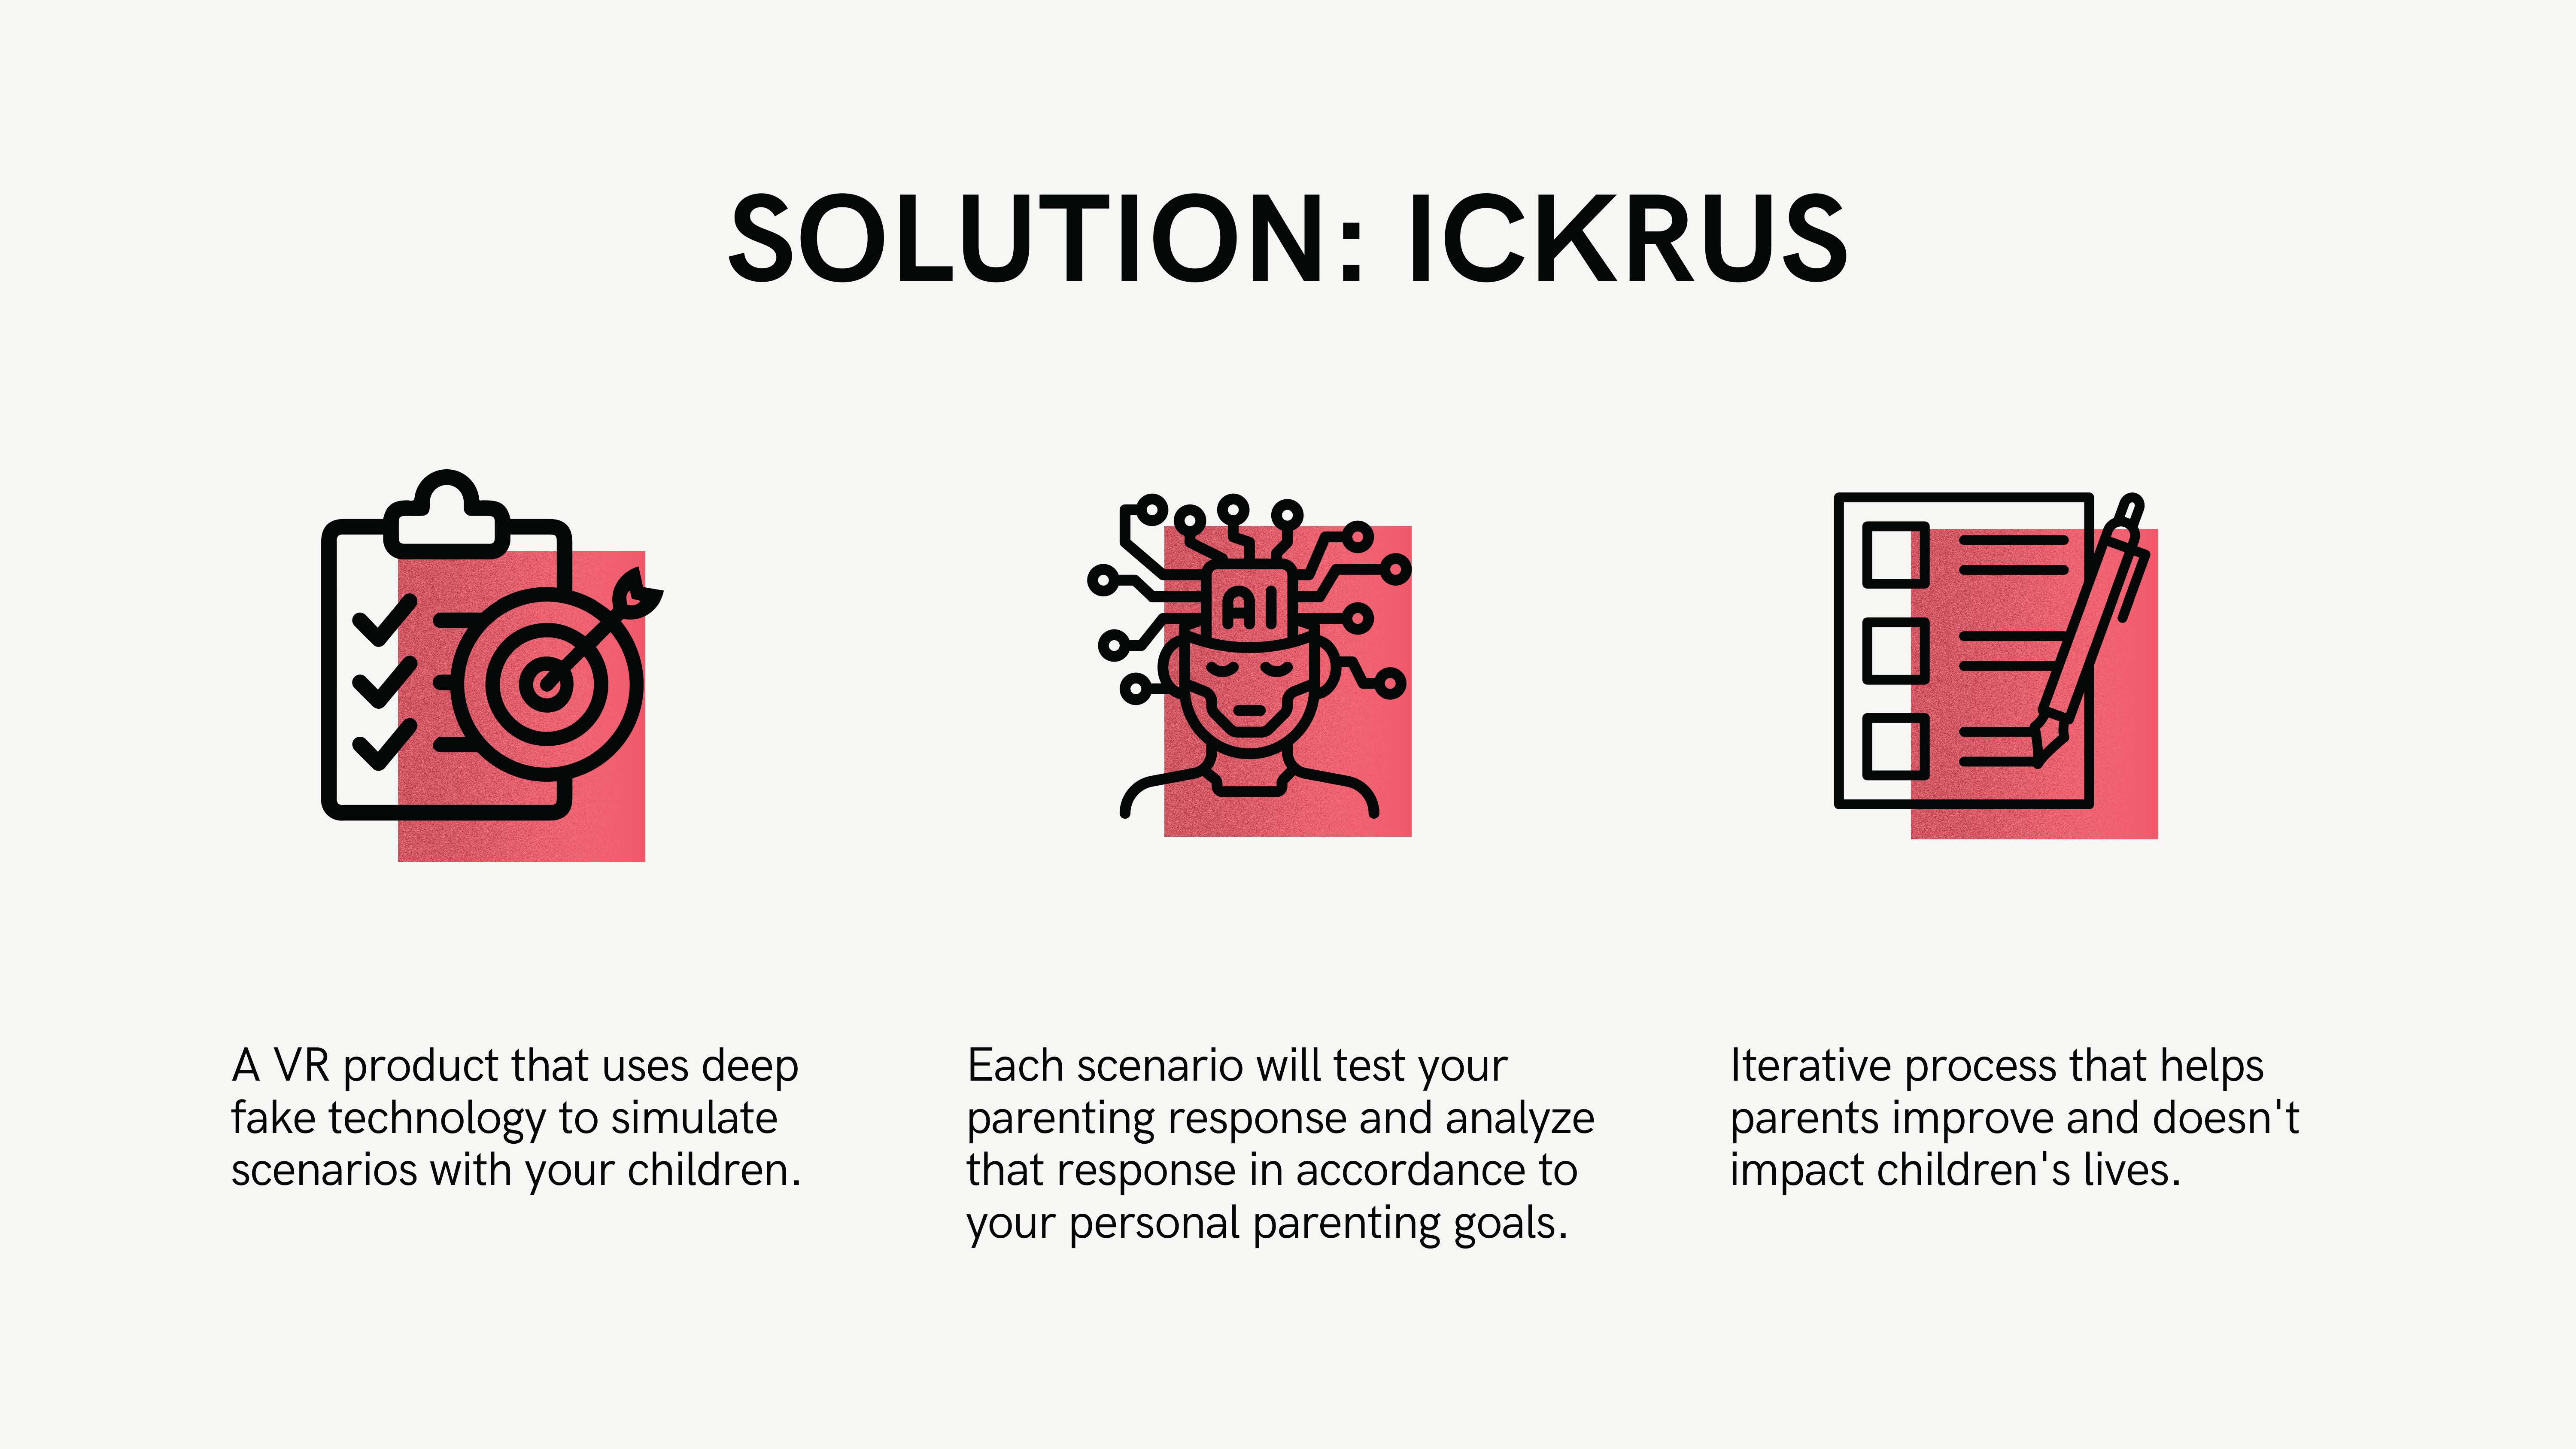 SOLUTION: ICKRUS
AI
A VR product that uses deep
fake technology to simulate
scenarios with your children.
Each scenario will test your
parenting response and analyze
that response in accordance to
your personal parenting goals.
Iterative process that helps
parents improve and doesn't
impact children's lives.